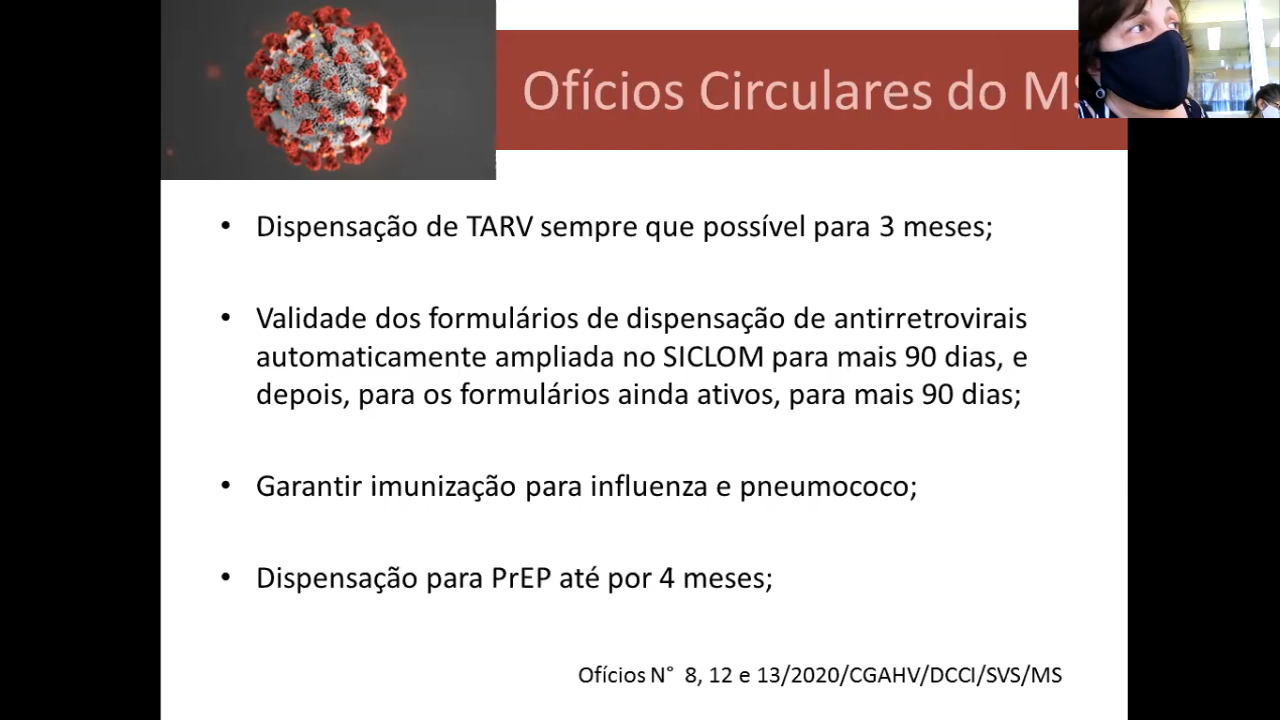 Ofícios Circulares do MS
• Dispensação de TARV sempre que possível para 3 meses;
• Validade dos formulários de dispensação de antirretrovirais
automaticamente ampliada no SICLOM para mais 90 dias, e
depois, para os formulários ainda ativos, para mais 90 dias;
• Garantir imunização para influenza e pneumococo;
• Dispensação para PrEP até por 4 meses;
Ofícios N° 8, 12 e 13/2020/CGAHV/DCCI/SVS/MS